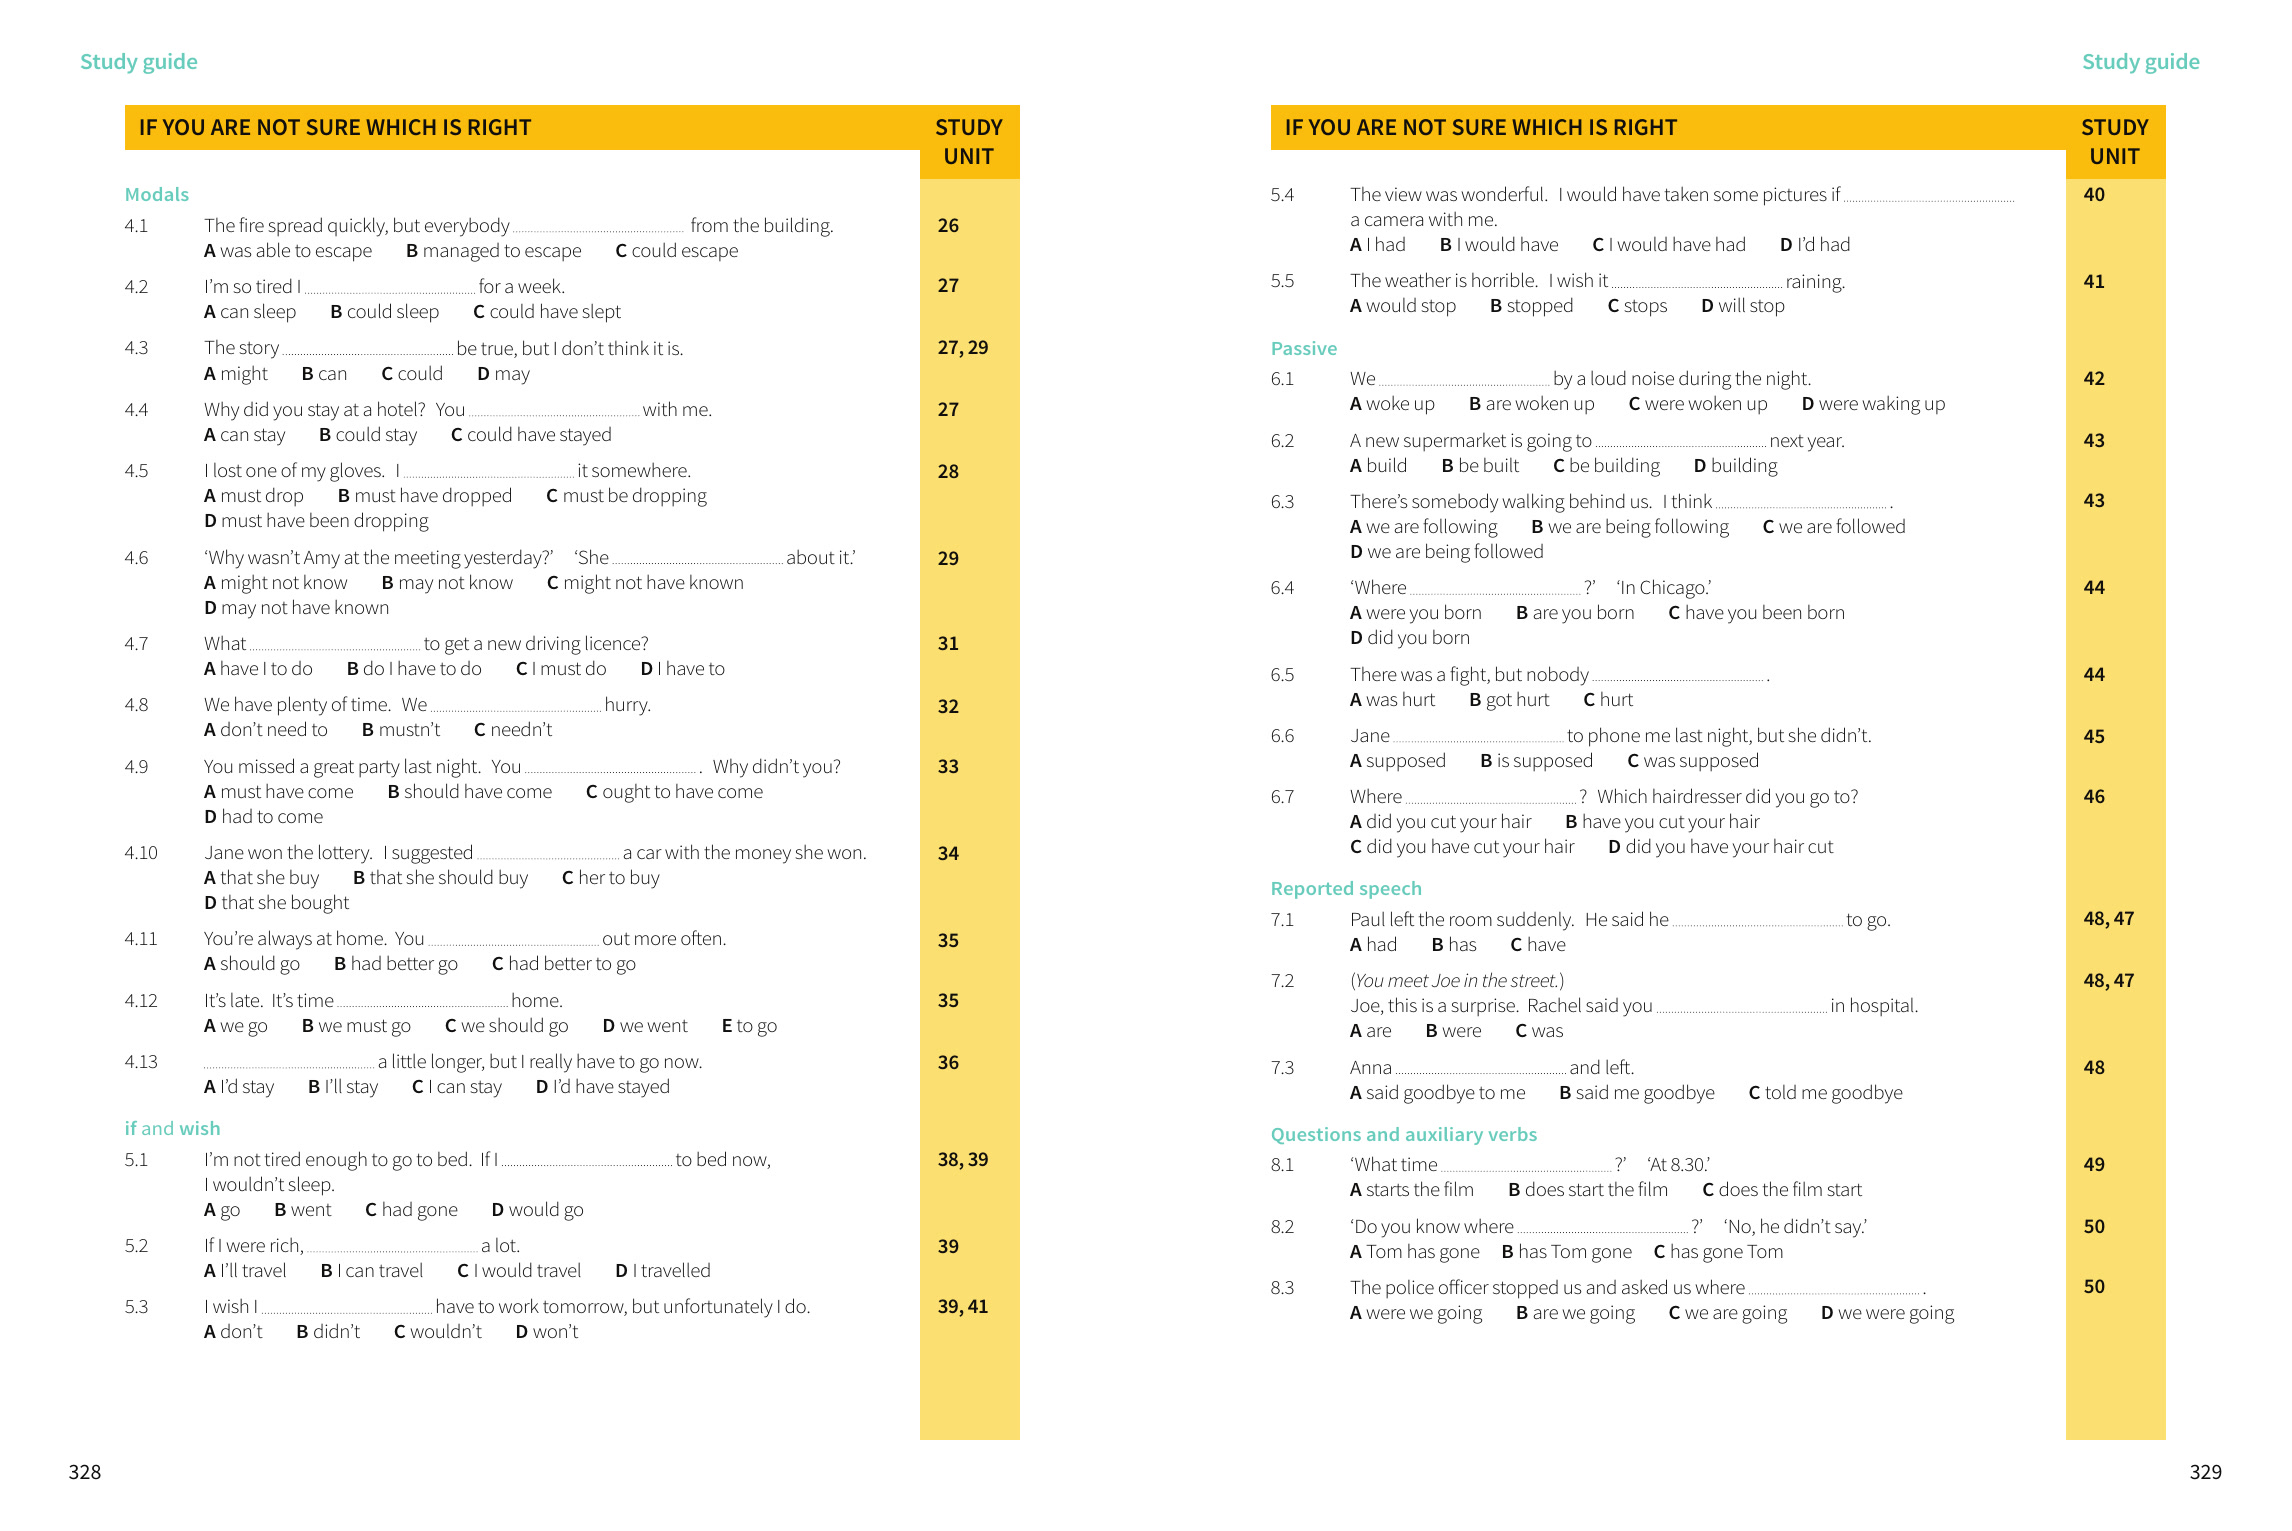 Study guide
IF YOU ARE NOT SURE WHICH IS RIGHT
STUDY
UNIT
Modals
4.1 The fire spread quickly, but everybody ........ from the building. 26
A was able to escape B managed to escape C could escape
4.2 I’m so tired I ........ for a week. 27
A can sleep B could sleep C could have slept
4.3 The story ........ be true, but I don’t think it is. 27, 29
A might B can C could D may
4.4 Why did you stay at a hotel? You ........ with me. 27
A can stay B could stay C could have stayed
4.5 I lost one of my gloves. I ........ it somewhere. 28
A must drop B must have dropped C must be dropping
D must have been dropping
4.6 ‘Why wasn’t Amy at the meeting yesterday?’ ‘She ........ about it.’ 29
A might not know B may not know C might not have known
D may not have known
4.7 What ........ to get a new driving licence? 31
A have I to do B do I have to do C I must do D I have to
4.8 We have plenty of time. We ........ hurry. 32
A don’t need to B mustn’t C needn’t
4.9 You missed a great party last night. You ........ . Why didn’t you? 33
A must have come B should have come C ought to have come
D had to come
4.10 Jane won the lottery. I suggested ........ a car with the money she won. 34
A that she buy B that she should buy C her to buy
D that she bought
4.11 You’re always at home. You ........ out more often. 35
A should go B had better go C had better to go
4.12 It’s late. It’s time ........ home. 35
A we go B we must go C we should go D we went E to go
4.13 ........ a little longer, but I really have to go now. 36
A I’d stay B I’ll stay C I can stay D I’d have stayed
if and wish
5.1 I’m not tired enough to go to bed. If I ........ to bed now, 38, 39
I wouldn’t sleep.
A go B went C had gone D would go
5.2 If I were rich, ........ a lot. 39
A I’ll travel B I can travel C I would travel D I travelled
5.3 I wish I ........ have to work tomorrow, but unfortunately I do. 39, 41
A don’t B didn’t C wouldn’t D won’t
328
Study guide
IF YOU ARE NOT SURE WHICH IS RIGHT
STUDY
UNIT
5.4 The view was wonderful. I would have taken some pictures if ........ 40
a camera with me.
A I had B I would have C I would have had D I’d had
5.5 The weather is horrible. I wish it ........ raining. 41
A would stop B stopped C stops D will stop
Passive
6.1 We ........ by a loud noise during the night. 42
A woke up B are woken up C were woken up D were waking up
6.2 A new supermarket is going to ........ next year. 43
A build B be built C be building D building
6.3 There’s somebody walking behind us. I think ........ . 43
A we are following B we are being following C we are followed
D we are being followed
6.4 ‘Where ........ ?’ ‘In Chicago.’ 44
A were you born B are you born C have you been born
D did you born
6.5 There was a fight, but nobody ........ . 44
A was hurt B got hurt C hurt
6.6 Jane ........ to phone me last night, but she didn’t. 45
A supposed B is supposed C was supposed
6.7 Where ........ ? Which hairdresser did you go to? 46
A did you cut your hair B have you cut your hair
C did you have cut your hair D did you have your hair cut
Reported speech
7.1 Paul left the room suddenly. He said he ........ to go. 48, 47
A had B has C have
7.2 (You meet Joe in the street.) 48, 47
Joe, this is a surprise. Rachel said you ........ in hospital.
A are B were C was
7.3 Anna ........ and left. 48
A said goodbye to me B said me goodbye C told me goodbye
Questions and auxiliary verbs
8.1 ‘What time ........ ?’ ‘At 8.30.’ 49
A starts the film B does start the film C does the film start
8.2 ‘Do you know where ........ ?’ ‘No, he didn’t say.’ 50
A Tom has gone B has Tom gone C has gone Tom
8.3 The police officer stopped us and asked us where ........ . 50
A were we going B are we going C we are going D we were going
329